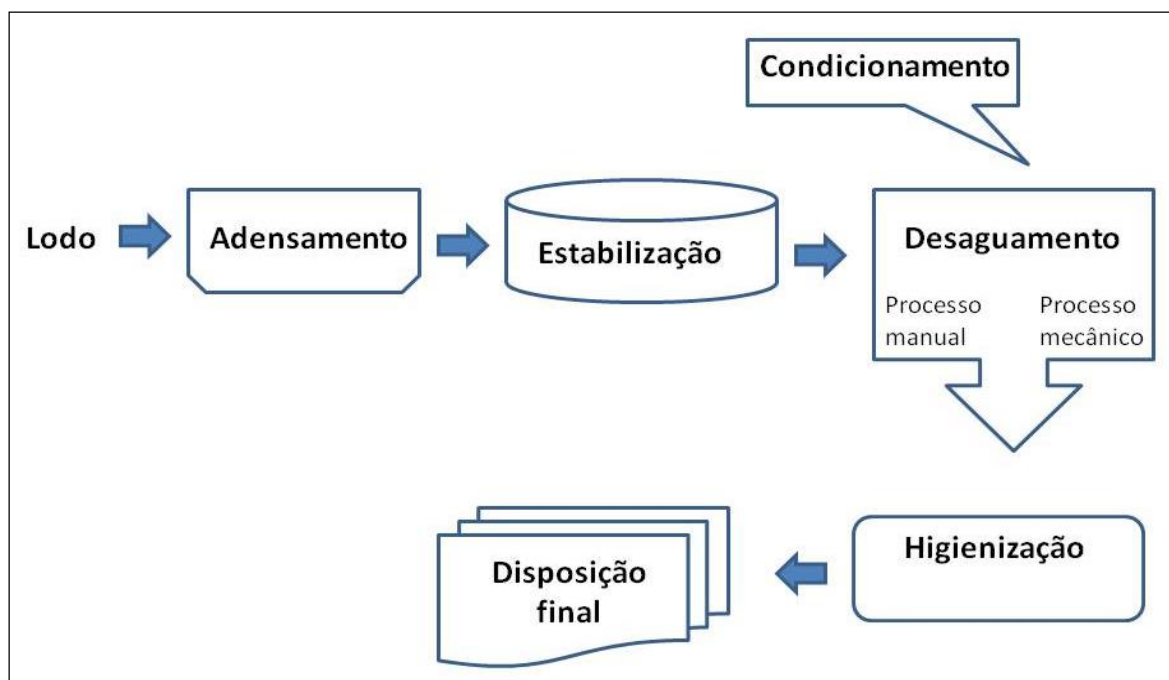 Condicionamento
Lodo
Adensamento
Estabilização
Desaguamento
Processo
manual
Processo
mecânico
Higienização
Disposição
final